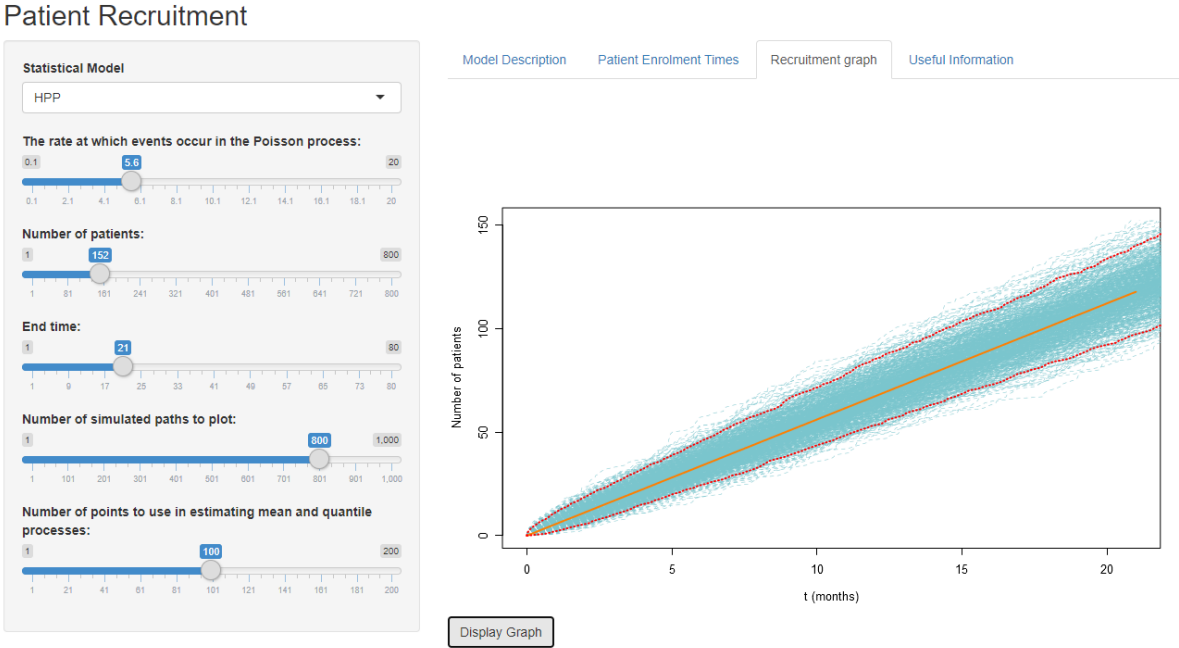 Patient Recruitment
Statistical Model
HPP
The rate at which events occur in the Poisson process:
0.1 5.6 20
0.1 2.1 4.1 6.1 8.1 10.1 12.1 14.1 16.1 18.1 20
Number of patients:
1 152 800
1 81 161 241 321 401 481 561 641 721 800
End time:
1 21 80
1 9 17 25 33 41 49 57 65 73 80
Number of simulated paths to plot:
1 800 1,000
1 101 201 301 401 501 601 701 801 901 1,000
Number of points to use in estimating mean and quantile
processes:
1 100 200
1 21 41 61 81 101 121 141 161 181 200
Model Description Patient Enrolment Times Recruitment graph Useful Information
Number of patients
150
100
50
0
0 5 10 15 20
t (months)
Display Graph